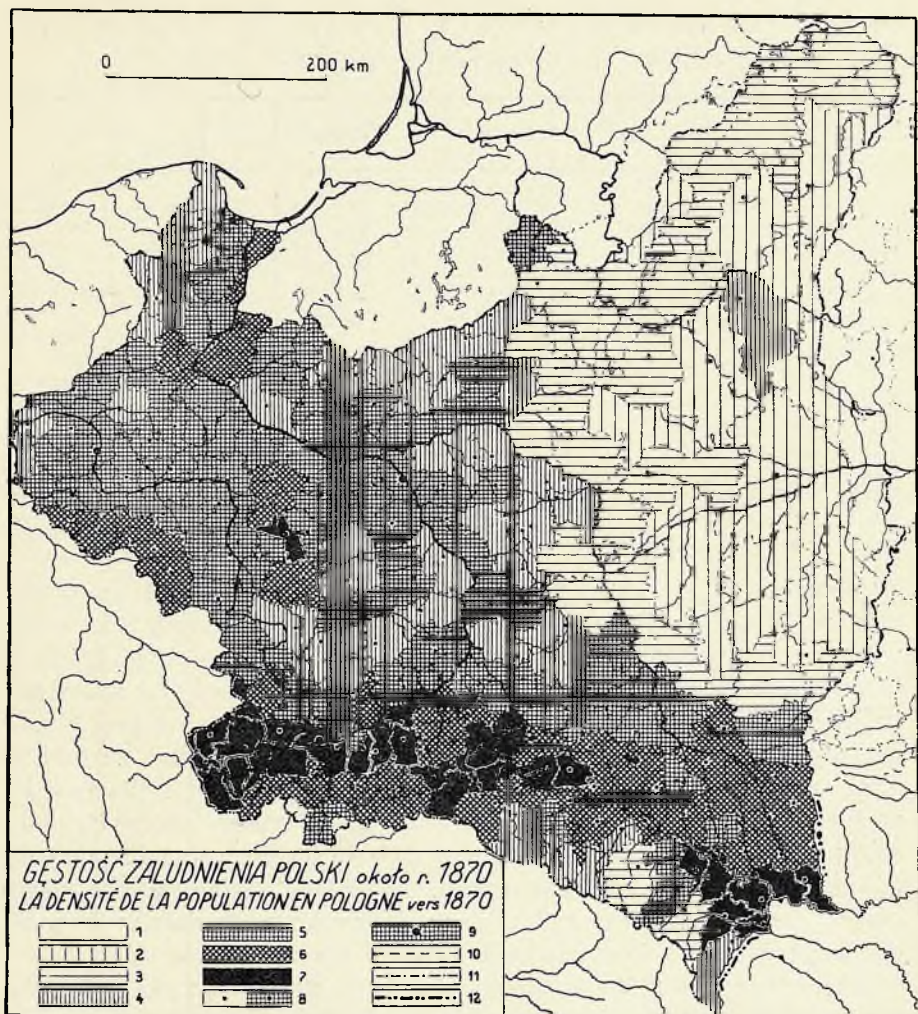 0 200 km
GĘSTOŚĆ ZALUDNIENIA POLSKI około r. 1870
LA DENSITÉ DE LA POPULATION EN POLOGNE vers 1870
1 5 9
2 6 10
3 7 11
4 8 12